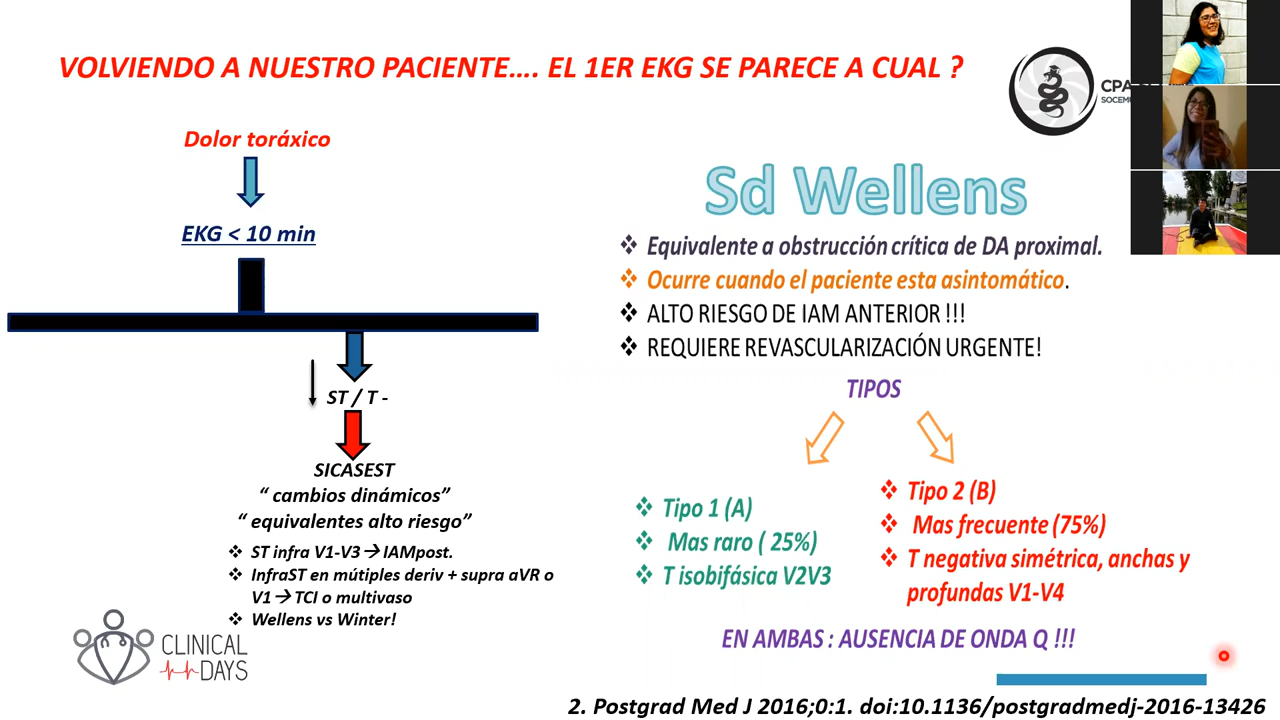 VOLVIENDO A NUESTRO PACIENTE.... EL 1ER EKG SE PARECE A CUAL ?
Dolor toráxico
EKG < 10 min
ST / T -
SICASEST
“ cambios dinámicos”
“ equivalentes alto riesgo”
❖ ST infra V1-V3→IAMpost.
❖ InfraST en mútiples deriv + supra aVR o
V1→TCI o multivaso
❖ Wellens vs Winter!
CLINICAL
DAYS
Sd Wellens
❖ Equivalente a obstrucción crítica de DA proximal.
❖ Ocurre cuando el paciente esta asintomático.
❖ ALTO RIESGO DE IAM ANTERIOR !!!
❖ REQUIERE REVASCULARIZACIÓN URGENTE!
TIPOS
❖ Tipo 1 (A)
❖ Mas raro ( 25%)
❖ T isobifásica V2V3
❖ Tipo 2 (B)
❖ Mas frecuente (75%)
❖ T negativa simétrica, anchas y
profundas V1-V4
EN AMBAS : AUSENCIA DE ONDA Q !!!
2. Postgrad Med J 2016;0:1. doi:10.1136/postgradmedj-2016-13426